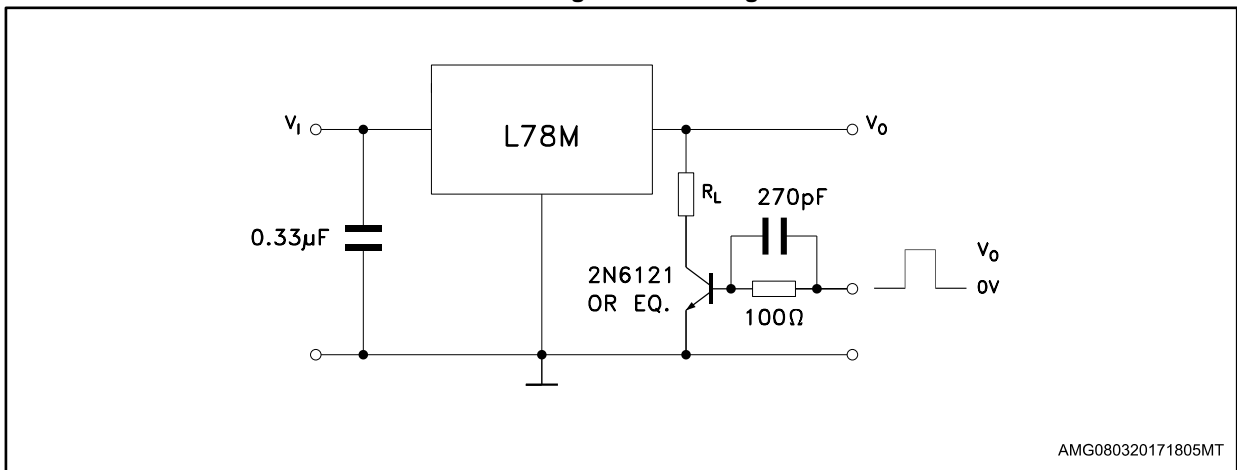 V_I
L78M
V_O
R_L
270pF
0.33µF
2N6121
OR EQ.
100Ω
V_O
0V
AMG080320171805MT